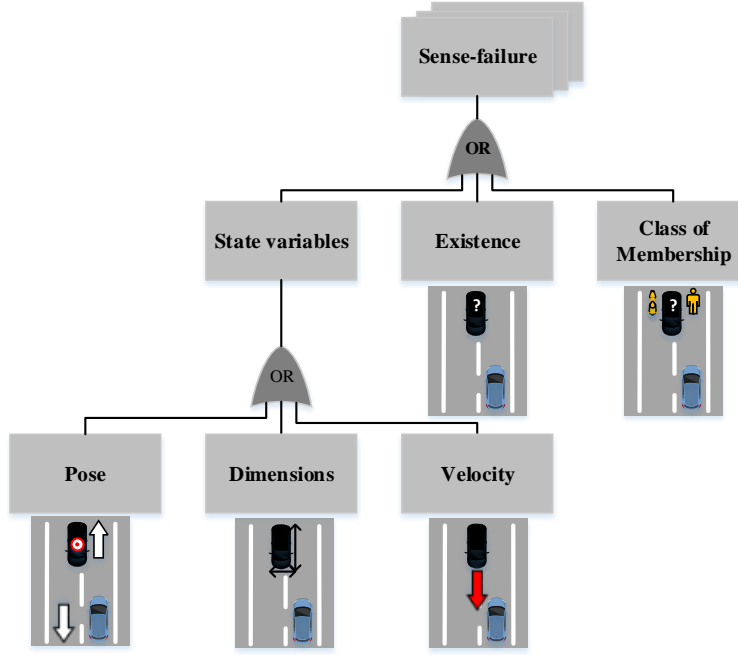 Sense-failure
OR
State variables
Existence
Class of
Membership
?
?
OR
Pose
Dimensions
Velocity